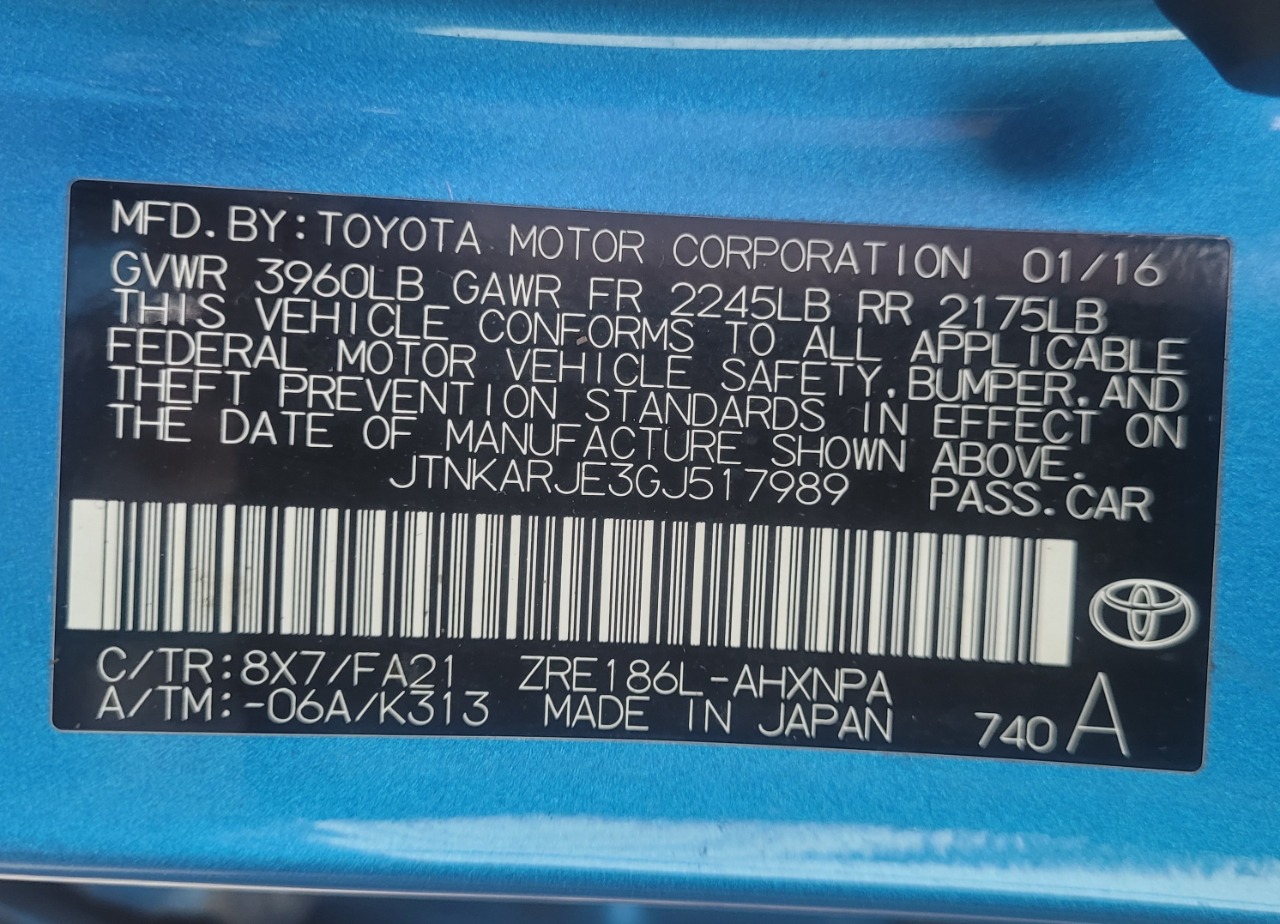 MFD.BY:TOYOTA MOTOR CORPORATION 01/16
GVWR 3960LB GAWR FR 2245LB RR 2175LB
THIS VEHICLE CONFORMS TO ALL APPLICABLE
FEDERAL MOTOR VEHICLE SAFETY,BUMPER,AND
THEFT PREVENTION STANDARDS IN EFFECT ON
THE DATE OF MANUFACTURE SHOWN ABOVE.
JTNKARJE3GJ517989 PASS.CAR
C/TR:8X7/FA21 ZRE186L-AHXNPA
A/TM:-06A/K313 MADE IN JAPAN 740 A